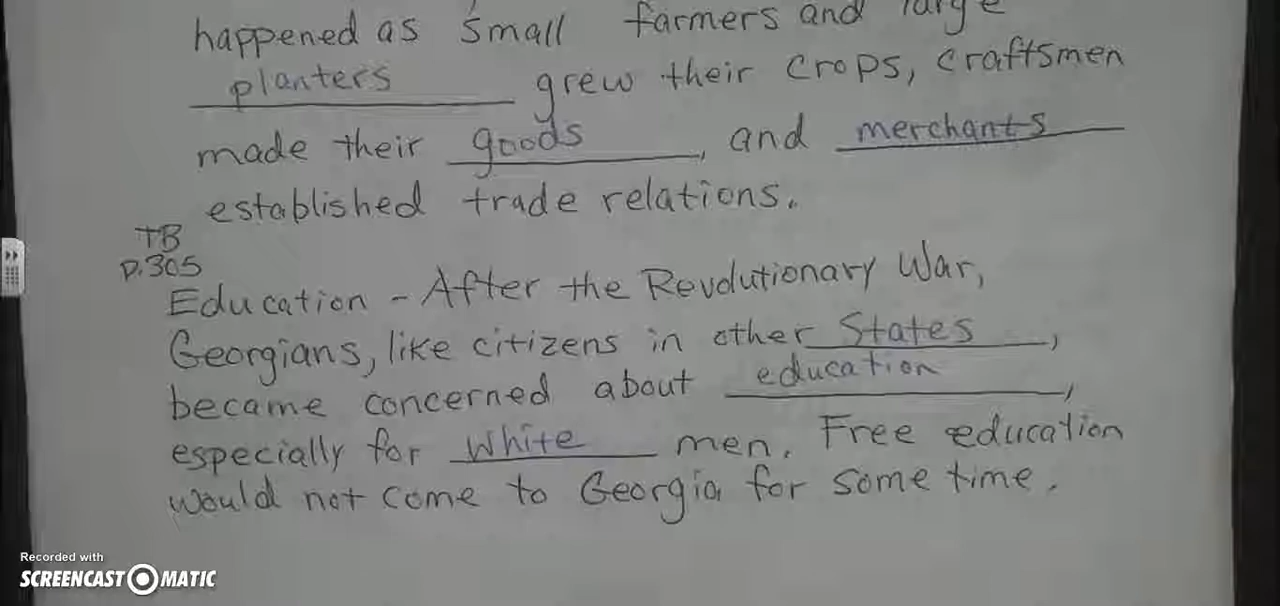 happened as small farmers and large
planters grew their crops, craftsmen
made their goods, and merchants
established trade relations.
TB
p.305
Education - After the Revolutionary War,
Georgians, like citizens in other States,
became concerned about education,
especially for white men. Free education
would not come to Georgia for some time.
Recorded with
SCREENCAST-O-MATIC